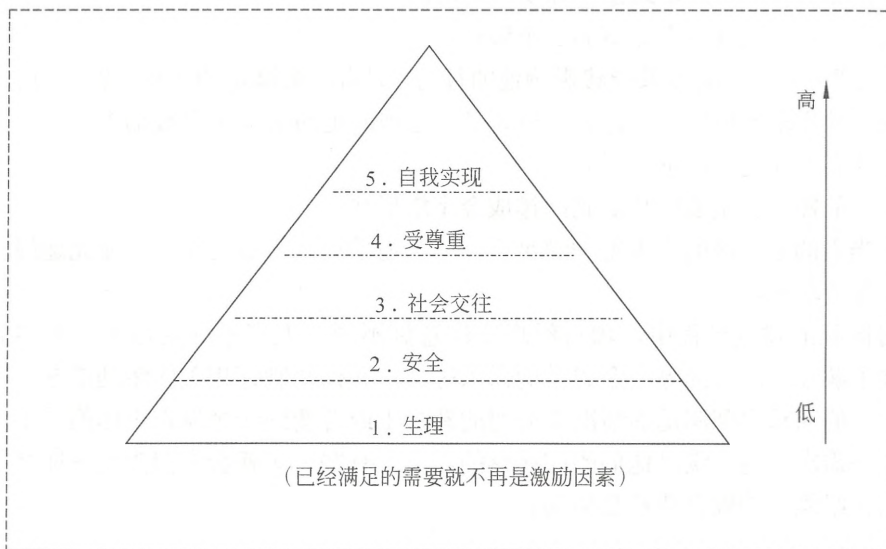 高
5．自我实现
4．受尊重
3．社会交往
2．安全
低
1．生理
（已经满足的需要就不再是激励因素）